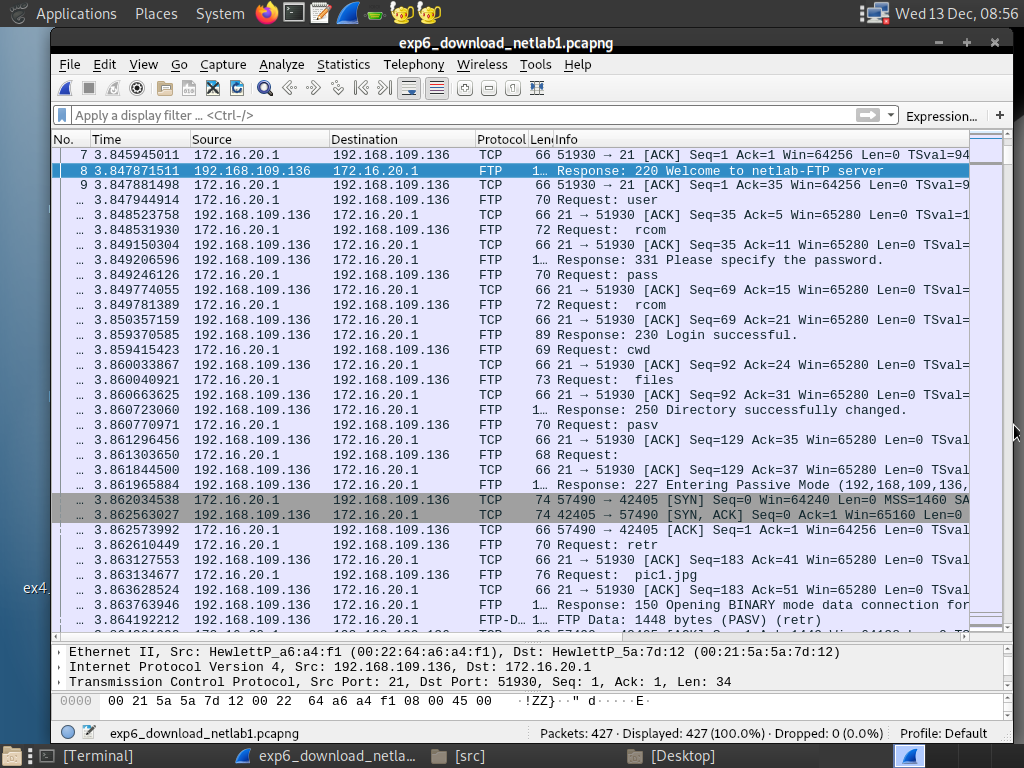 Applications Places System Wed 13 Dec, 08:56
exp6_download_netlab1.pcapng
File Edit View Go Capture Analyze Statistics Telephony Wireless Tools Help
Apply a display filter … <Ctrl-/> Expression… +
No. Time Source Destination Protocol Len Info
7 3.845945011 172.16.20.1 192.168.109.136 TCP 66 51930 → 21 [ACK] Seq=1 Ack=1 Win=64256 Len=0 TSval=94
8 3.847871511 192.168.109.136 172.16.20.1 FTP 1… Response: 220 Welcome to netlab-FTP server
9 3.847881498 172.16.20.1 192.168.109.136 TCP 66 51930 → 21 [ACK] Seq=1 Ack=35 Win=64256 Len=0 TSval=9
… 3.847944914 172.16.20.1 192.168.109.136 FTP 70 Request: user
… 3.848523758 192.168.109.136 172.16.20.1 TCP 66 21 → 51930 [ACK] Seq=35 Ack=5 Win=65280 Len=0 TSval=1
… 3.848531930 172.16.20.1 192.168.109.136 FTP 72 Request:  rcom
… 3.849150304 192.168.109.136 172.16.20.1 TCP 66 21 → 51930 [ACK] Seq=35 Ack=11 Win=65280 Len=0 TSval=
… 3.849206596 192.168.109.136 172.16.20.1 FTP 1… Response: 331 Please specify the password.
… 3.849246126 172.16.20.1 192.168.109.136 FTP 70 Request: pass
… 3.849774055 192.168.109.136 172.16.20.1 TCP 66 21 → 51930 [ACK] Seq=69 Ack=15 Win=65280 Len=0 TSval=
… 3.849781389 172.16.20.1 192.168.109.136 FTP 72 Request:  rcom
… 3.850357159 192.168.109.136 172.16.20.1 TCP 66 21 → 51930 [ACK] Seq=69 Ack=21 Win=65280 Len=0 TSval=
… 3.859370585 192.168.109.136 172.16.20.1 FTP 89 Response: 230 Login successful.
… 3.859415423 172.16.20.1 192.168.109.136 FTP 69 Request: cwd
… 3.860033867 192.168.109.136 172.16.20.1 TCP 66 21 → 51930 [ACK] Seq=92 Ack=24 Win=65280 Len=0 TSval=
… 3.860040921 172.16.20.1 192.168.109.136 FTP 73 Request:  files
… 3.860663625 192.168.109.136 172.16.20.1 TCP 66 21 → 51930 [ACK] Seq=92 Ack=31 Win=65280 Len=0 TSval=
… 3.860723060 192.168.109.136 172.16.20.1 FTP 1… Response: 250 Directory successfully changed.
… 3.860770971 172.16.20.1 192.168.109.136 FTP 70 Request: pasv
… 3.861296456 192.168.109.136 172.16.20.1 TCP 66 21 → 51930 [ACK] Seq=129 Ack=35 Win=65280 Len=0 TSval
… 3.861303650 172.16.20.1 192.168.109.136 FTP 68 Request:
… 3.861844500 192.168.109.136 172.16.20.1 TCP 66 21 → 51930 [ACK] Seq=129 Ack=37 Win=65280 Len=0 TSval
… 3.861965884 192.168.109.136 172.16.20.1 FTP 1… Response: 227 Entering Passive Mode (192,168,109,136,
… 3.862034538 172.16.20.1 192.168.109.136 TCP 74 57490 → 42405 [SYN] Seq=0 Win=64240 Len=0 MSS=1460 SA
… 3.862563027 192.168.109.136 172.16.20.1 TCP 74 42405 → 57490 [SYN, ACK] Seq=0 Ack=1 Win=65160 Len=0
… 3.862573992 172.16.20.1 192.168.109.136 TCP 66 57490 → 42405 [ACK] Seq=1 Ack=1 Win=64256 Len=0 TSval
… 3.862610449 172.16.20.1 192.168.109.136 FTP 70 Request: retr
… 3.863127553 192.168.109.136 172.16.20.1 TCP 66 21 → 51930 [ACK] Seq=183 Ack=41 Win=65280 Len=0 TSval
… 3.863134677 172.16.20.1 192.168.109.136 FTP 76 Request:  pic1.jpg
… 3.863628524 192.168.109.136 172.16.20.1 TCP 66 21 → 51930 [ACK] Seq=183 Ack=51 Win=65280 Len=0 TSval
… 3.863763946 192.168.109.136 172.16.20.1 FTP 1… Response: 150 Opening BINARY mode data connection for
… 3.864192212 192.168.109.136 172.16.20.1 FTP-D… 1… FTP Data: 1448 bytes (PASV) (retr)
ex4_
Ethernet II, Src: HewlettP_a6:a4:f1 (00:22:64:a6:a4:f1), Dst: HewlettP_5a:7d:12 (00:21:5a:5a:7d:12)
Internet Protocol Version 4, Src: 192.168.109.136, Dst: 172.16.20.1
Transmission Control Protocol, Src Port: 21, Dst Port: 51930, Seq: 1, Ack: 1, Len: 34
0000 00 21 5a 5a 7d 12 00 22 64 a6 a4 f1 08 00 45 00 ·!ZZ}··" d·····E·
exp6_download_netlab1.pcapng Packets: 427 · Displayed: 427 (100.0%) · Dropped: 0 (0.0%) Profile: Default
[Terminal] exp6_download_netla… [src] [Desktop]